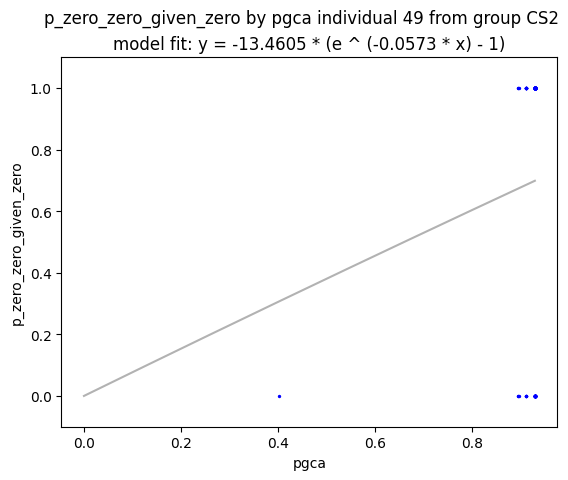 p_zero_zero_given_zero by pgca individual 49 from group CS2
model fit: y = -13.4605 * (e ^ (-0.0573 * x) - 1)
1.0
0.8
0.6
0.4
0.2
0.0
p_zero_zero_given_zero
0.0 0.2 0.4 0.6 0.8
pgca